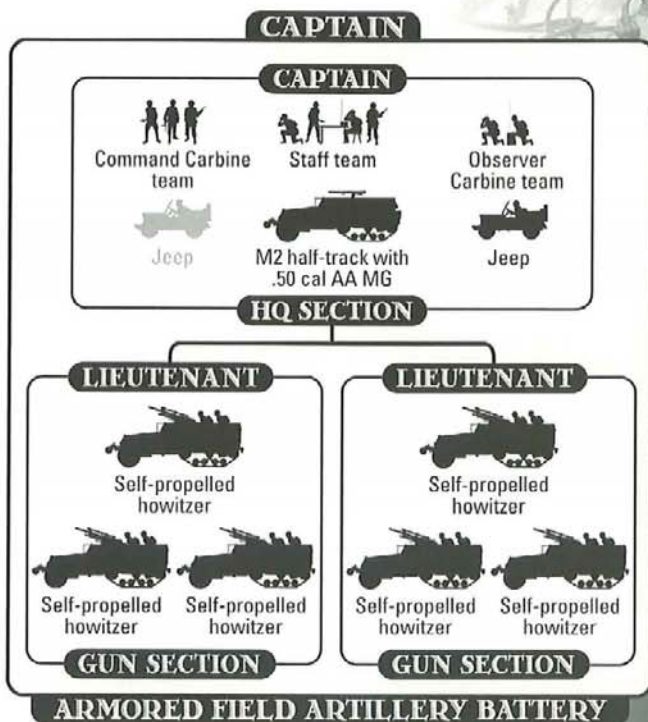 CAPTAIN
CAPTAIN
Command Carbine team
Staff team
Observer Carbine team
Jeep
M2 half-track with .50 cal AA MG
Jeep
HQ SECTION
LIEUTENANT
Self-propelled howitzer
Self-propelled howitzer
Self-propelled howitzer
GUN SECTION
LIEUTENANT
Self-propelled howitzer
Self-propelled howitzer
Self-propelled howitzer
GUN SECTION
ARMORED FIELD ARTILLERY BATTERY